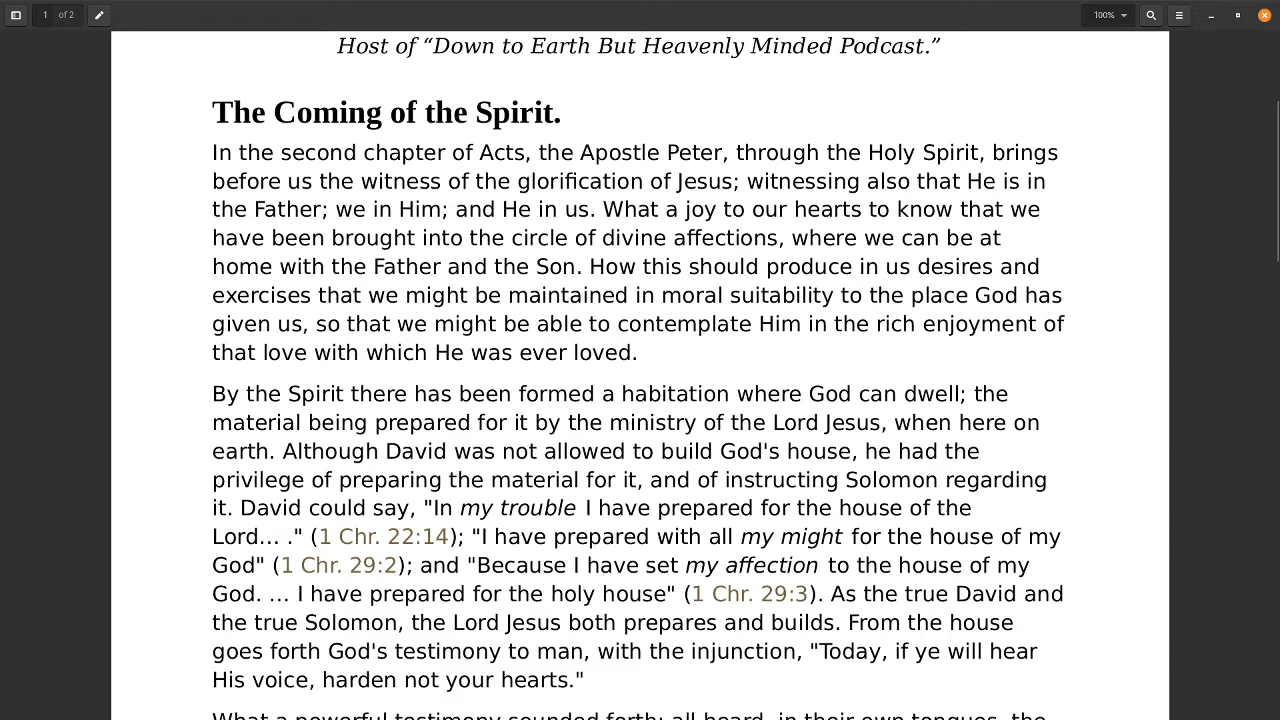 1 of 2
100%
Host of “Down to Earth But Heavenly Minded Podcast.”
The Coming of the Spirit.
In the second chapter of Acts, the Apostle Peter, through the Holy Spirit, brings
before us the witness of the glorification of Jesus; witnessing also that He is in
the Father; we in Him; and He in us. What a joy to our hearts to know that we
have been brought into the circle of divine affections, where we can be at
home with the Father and the Son. How this should produce in us desires and
exercises that we might be maintained in moral suitability to the place God has
given us, so that we might be able to contemplate Him in the rich enjoyment of
that love with which He was ever loved.
By the Spirit there has been formed a habitation where God can dwell; the
material being prepared for it by the ministry of the Lord Jesus, when here on
earth. Although David was not allowed to build God's house, he had the
privilege of preparing the material for it, and of instructing Solomon regarding
it. David could say, "In my trouble I have prepared for the house of the
Lord… ." (1 Chr. 22:14); "I have prepared with all my might for the house of my
God" (1 Chr. 29:2); and "Because I have set my affection to the house of my
God. … I have prepared for the holy house" (1 Chr. 29:3). As the true David and
the true Solomon, the Lord Jesus both prepares and builds. From the house
goes forth God's testimony to man, with the injunction, "Today, if ye will hear
His voice, harden not your hearts."
What a powerful testimony sounded forth; all heard, in their own tongues, the